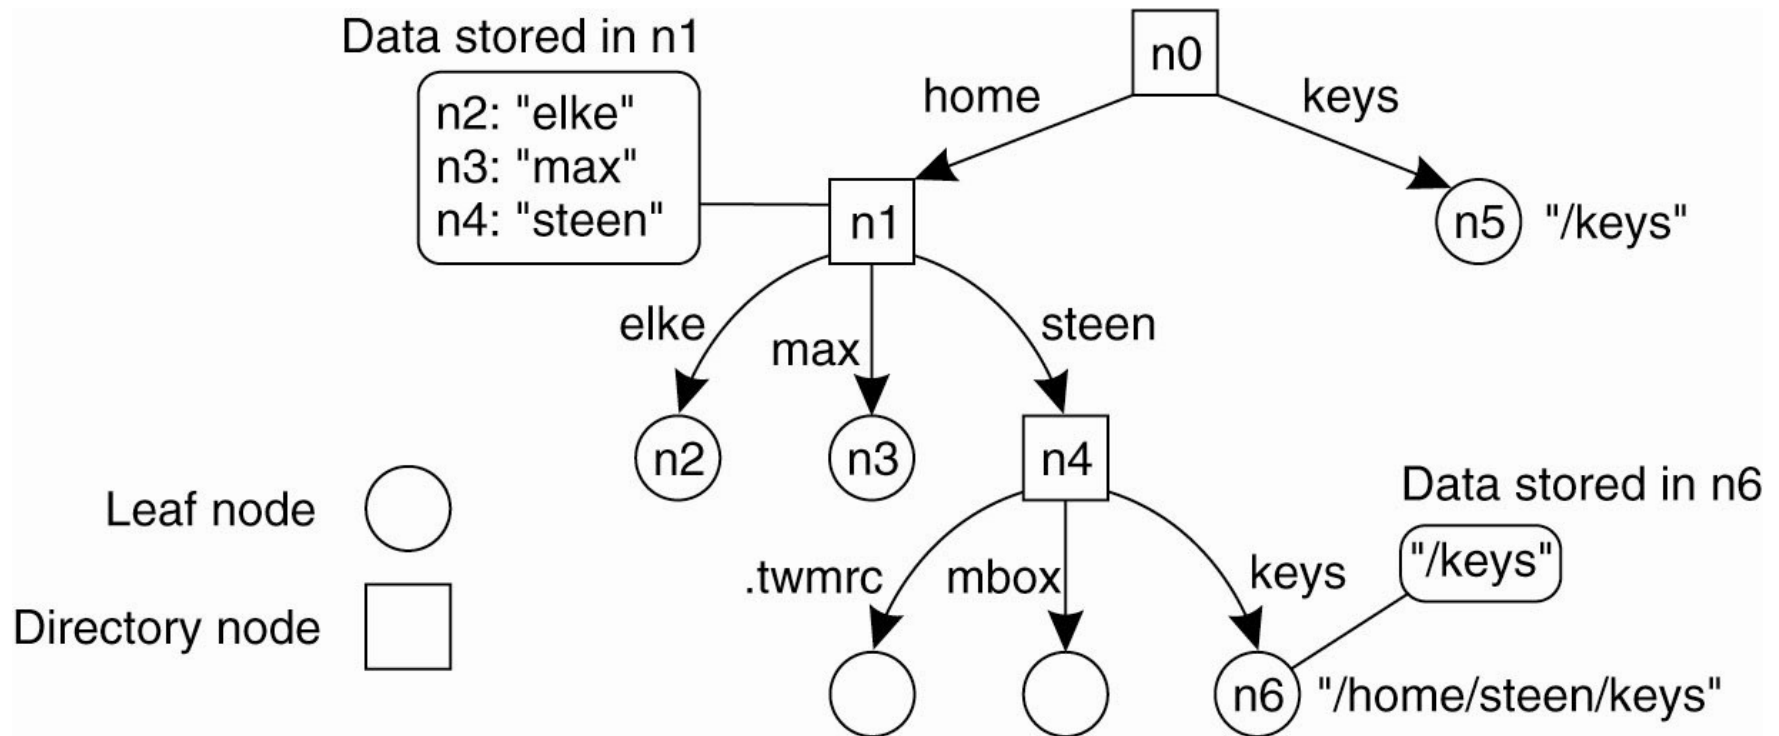 Data stored in n1
n0
home
keys
n2: "elke"
n3: "max"
n4: "steen"
n1
n5
"/keys"
elke
max
steen
n2
n3
n4
Leaf node
Data stored in n6
"/keys"
.twmrc
mbox
keys
Directory node
n6
"/home/steen/keys"